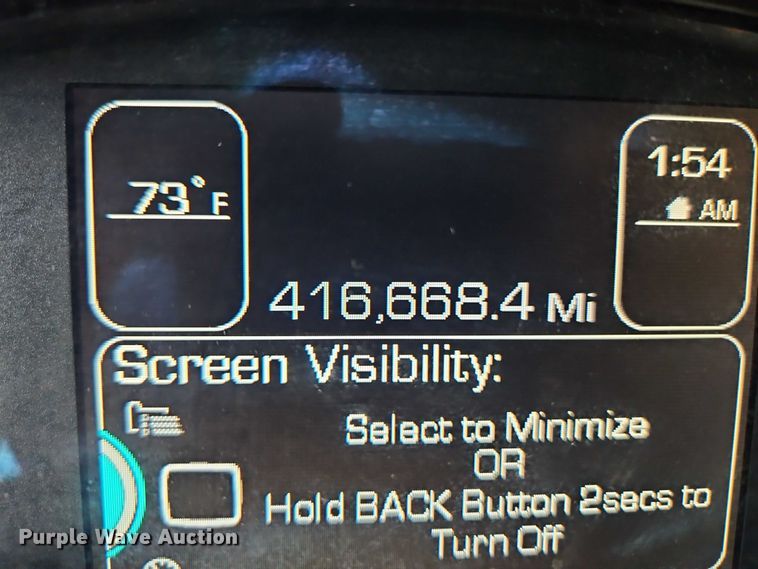 73°F
1:54
AM
416,668.4 Mi
Screen Visibility:
Select to Minimize
OR
Hold BACK Button 2secs to
Turn Off
Purple Wave Auction